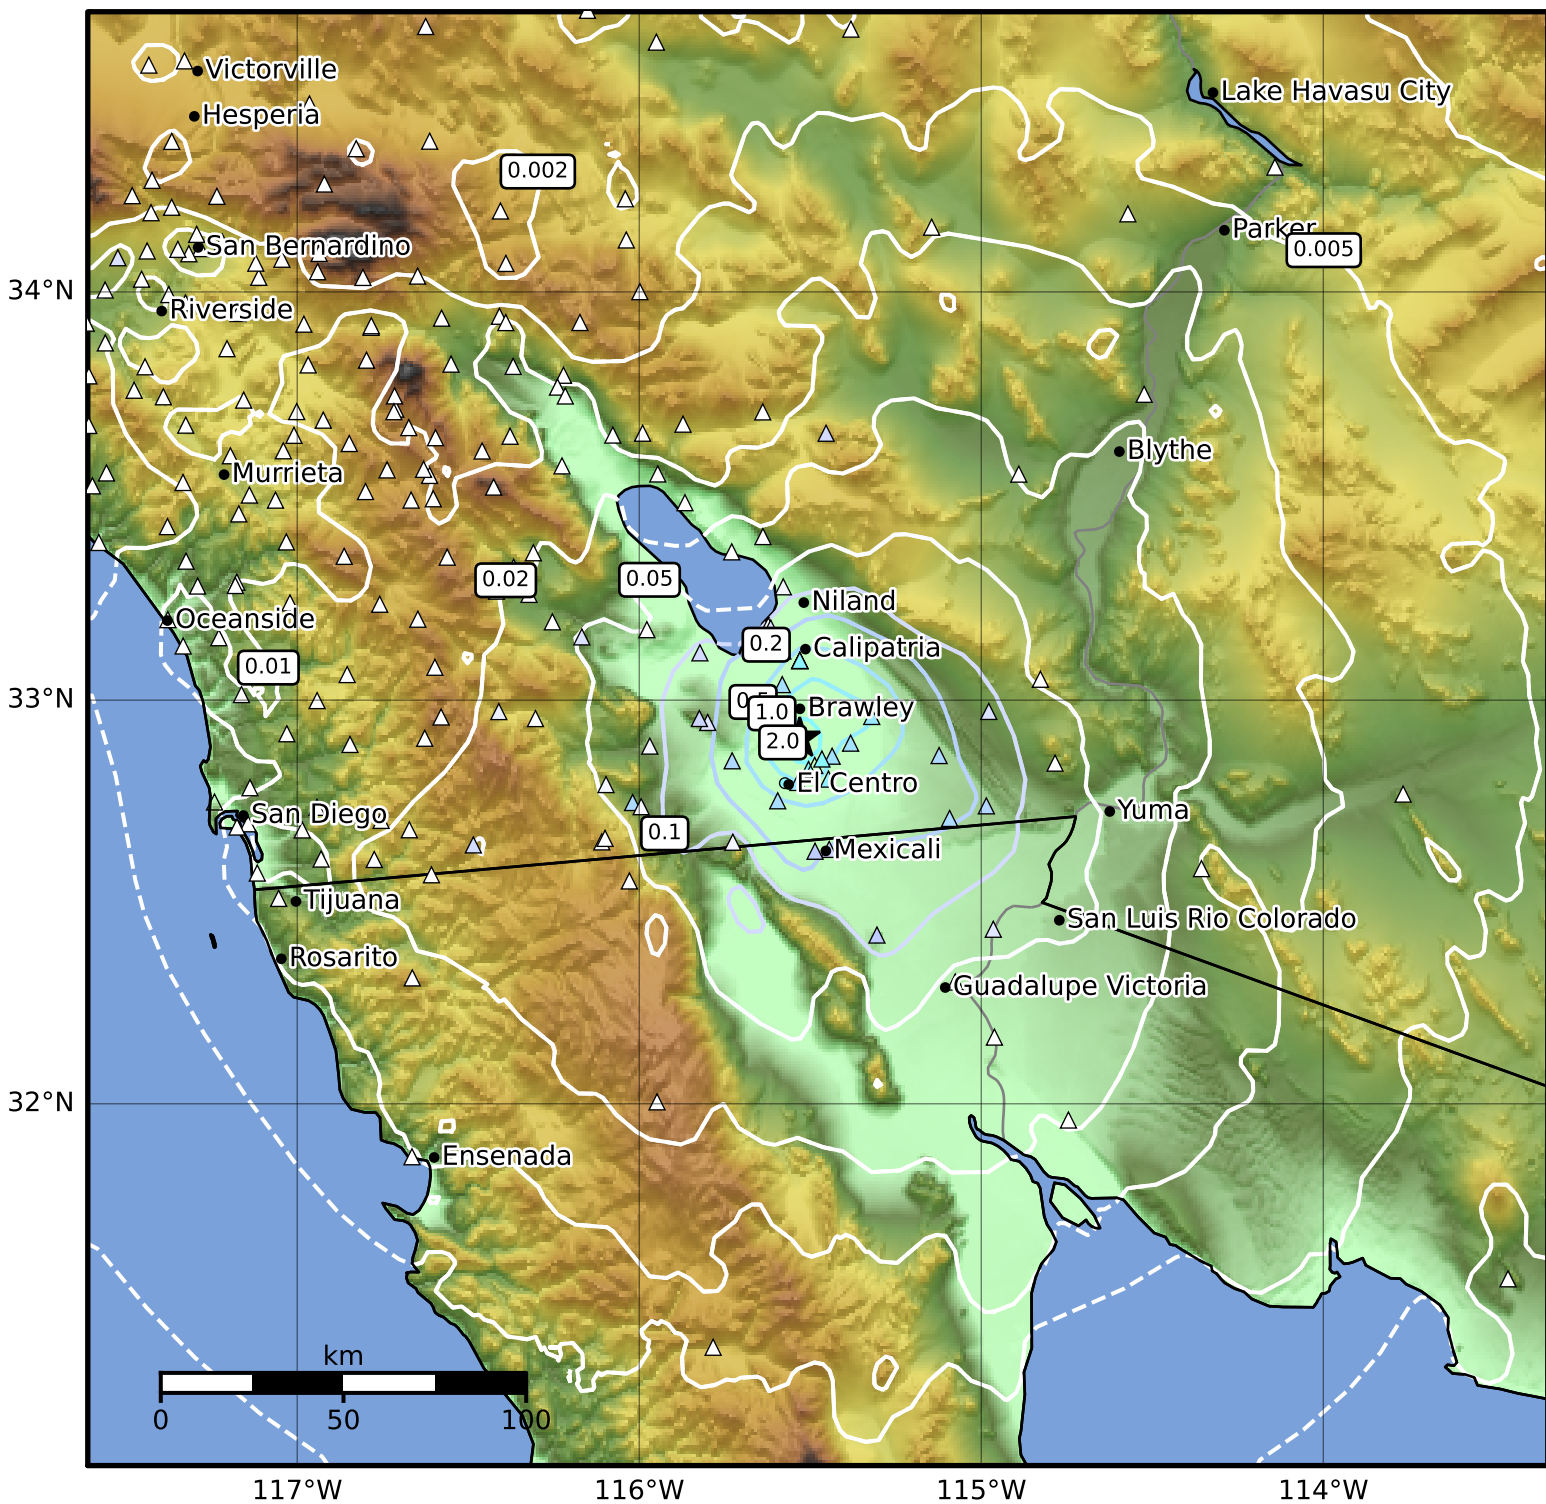 Victorville
Lake Havasu City
Hesperia
0.002
Parker
San Bernardino
0.005
34°N
Riverside
Blythe
Murrieta
0.02
0.05
Niland
Oceanside
0.2
Calipatria
0.01
33°N
Brawley
1.0
2.0
El Centro
San Diego
Yuma
0.1
Mexicali
Tijuana
San Luis Rio Colorado
Rosarito
Guadalupe Victoria
32°N
Ensenada
km
0 50 100
117°W 116°W 115°W 114°W